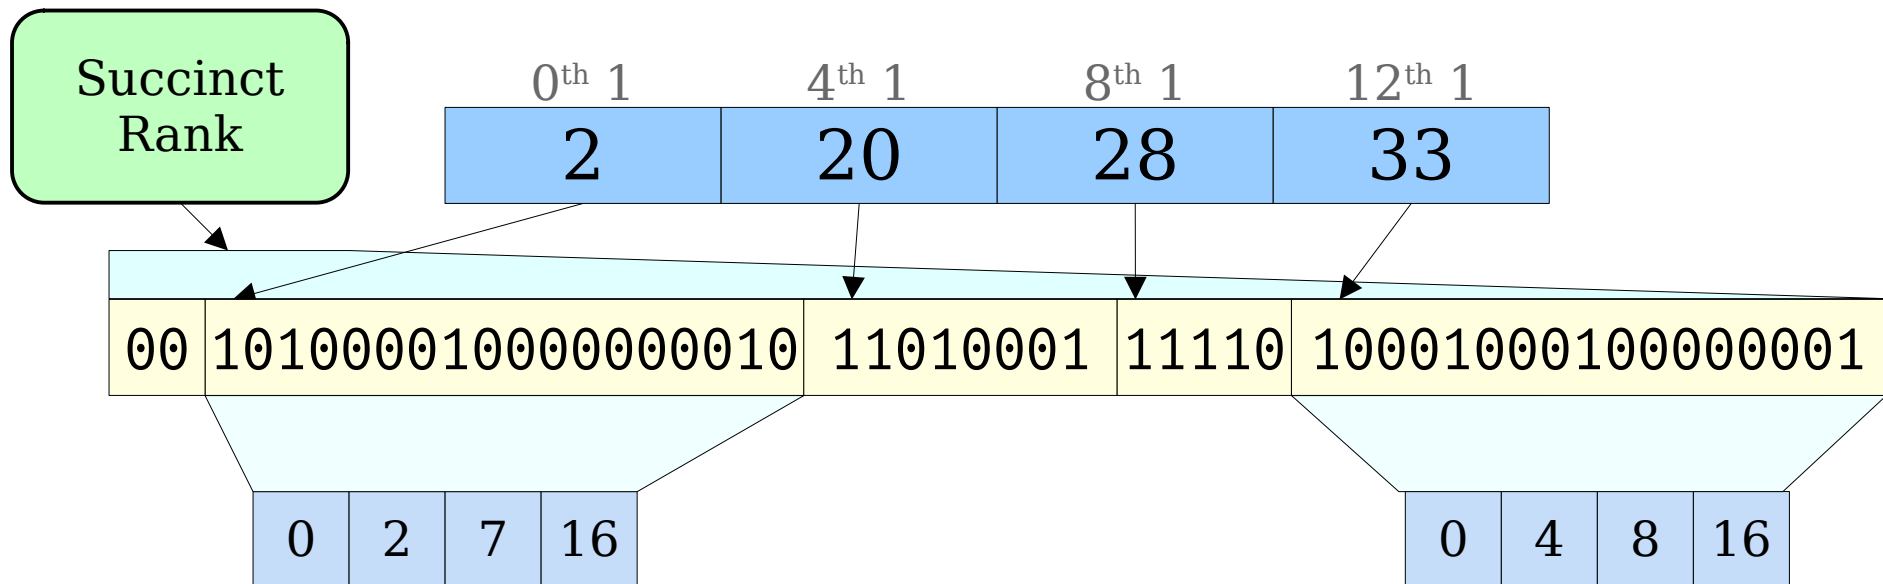 Succinct
Rank
0th 1 4th 1 8th 1 12th 1
2 20 28 33
00 101000010000000010 11010001 11110 10001000100000001
0 2 7 16 0 4 8 16